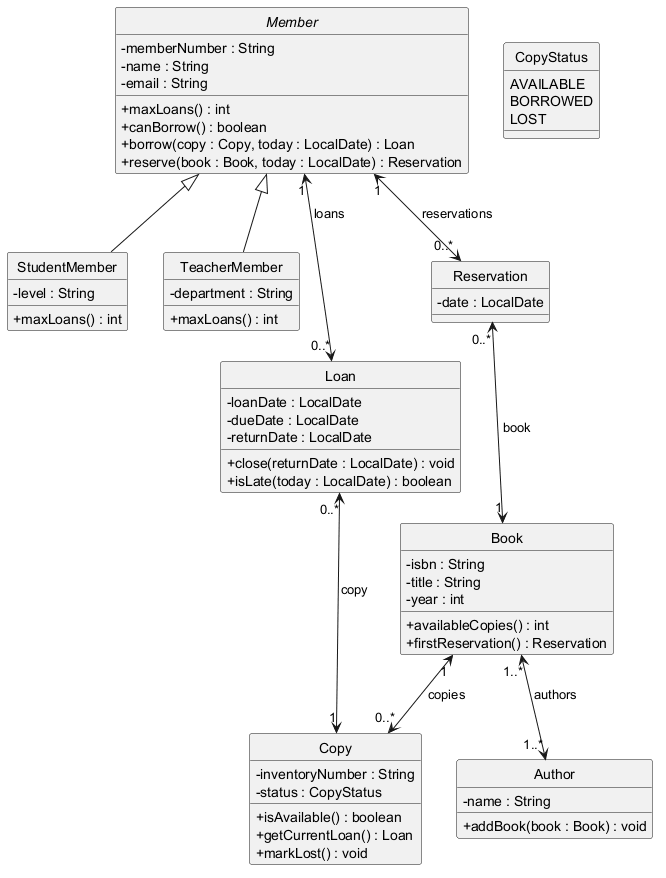 Member
-memberNumber : String
-name : String
-email : String
+maxLoans() : int
+canBorrow() : boolean
+borrow(copy : Copy, today : LocalDate) : Loan
+reserve(book : Book, today : LocalDate) : Reservation
CopyStatus
AVAILABLE
BORROWED
LOST
1
loans
0..*
1
reservations
0..*
StudentMember
-level : String
+maxLoans() : int
TeacherMember
-department : String
+maxLoans() : int
Reservation
-date : LocalDate
Loan
-loanDate : LocalDate
-dueDate : LocalDate
-returnDate : LocalDate
+close(returnDate : LocalDate) : void
+isLate(today : LocalDate) : boolean
0..*
book
1
0..*
copy
1
Book
-isbn : String
-title : String
-year : int
+availableCopies() : int
+firstReservation() : Reservation
1
copies
0..*
1..*
authors
1..*
Copy
-inventoryNumber : String
-status : CopyStatus
+isAvailable() : boolean
+getCurrentLoan() : Loan
+markLost() : void
Author
-name : String
+addBook(book : Book) : void